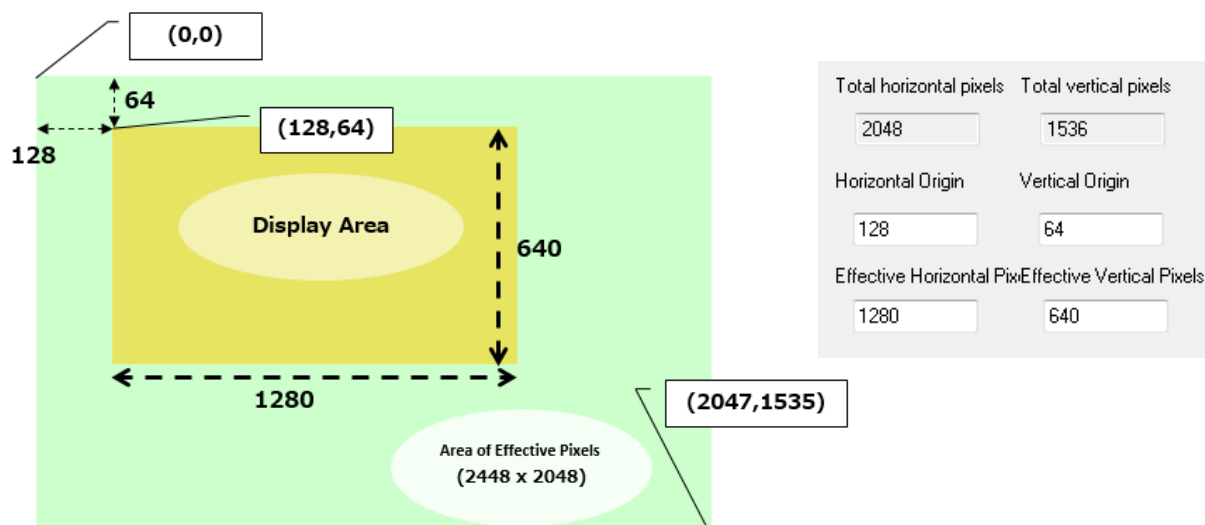 (0,0)
64
128
(128,64)
Display Area
640
1280
(2047,1535)
Area of Effective Pixels
(2448 x 2048)
Total horizontal pixels Total vertical pixels
2048 1536
Horizontal Origin Vertical Origin
128 64
Effective Horizontal Pix Effective Vertical Pixels
1280 640